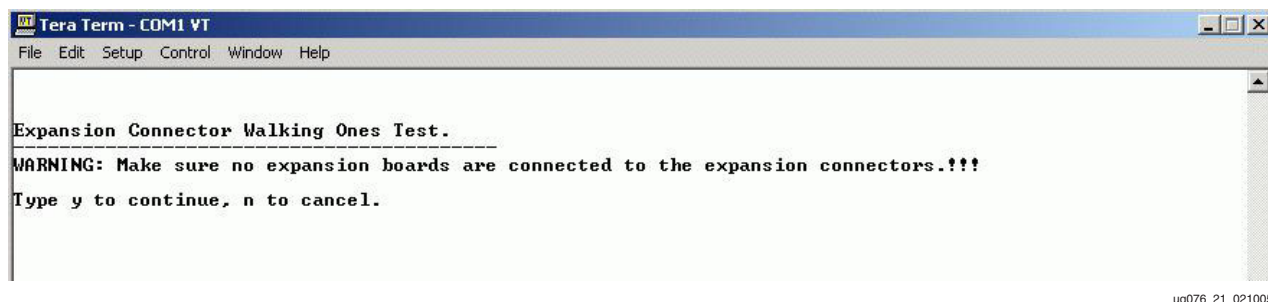 Tera Term - COM1 VT
File Edit Setup Control Window Help
Expansion Connector Walking Ones Test.
------------------------------------------
WARNING: Make sure no expansion boards are connected to the expansion connectors.!!!
Type y to continue, n to cancel.